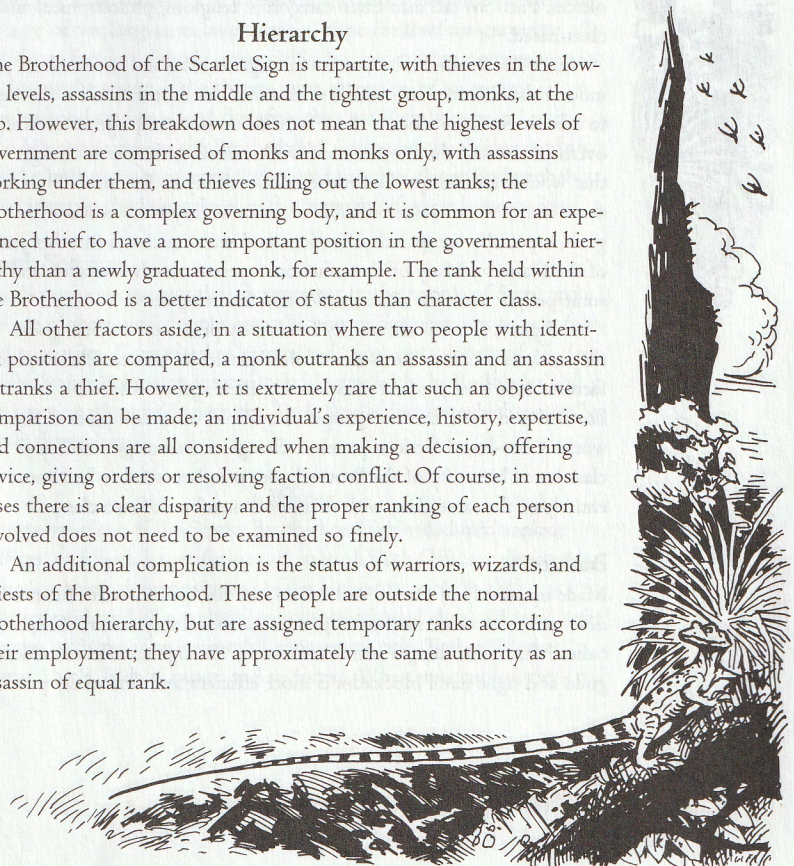 Hierarchy
he Brotherhood of the Scarlet Sign is tripartite, with thieves in the low-
levels, assassins in the middle and the tightest group, monks, at the
p. However, this breakdown does not mean that the highest levels of
vernment are comprised of monks and monks only, with assassins
orking under them, and thieves filling out the lowest ranks; the
otherhood is a complex governing body, and it is common for an expe-
nced thief to have a more important position in the governmental hier-
chy than a newly graduated monk, for example. The rank held within
e Brotherhood is a better indicator of status than character class.
All other factors aside, in a situation where two people with identi-
positions are compared, a monk outranks an assassin and an assassin
tranks a thief. However, it is extremely rare that such an objective
mparison can be made; an individual's experience, history, expertise,
d connections are all considered when making a decision, offering
vice, giving orders or resolving faction conflict. Of course, in most
ses there is a clear disparity and the proper ranking of each person
volved does not need to be examined so finely.
An additional complication is the status of warriors, wizards, and
iests of the Brotherhood. These people are outside the normal
otherhood hierarchy, but are assigned temporary ranks according to
eir employment; they have approximately the same authority as an
sassin of equal rank.